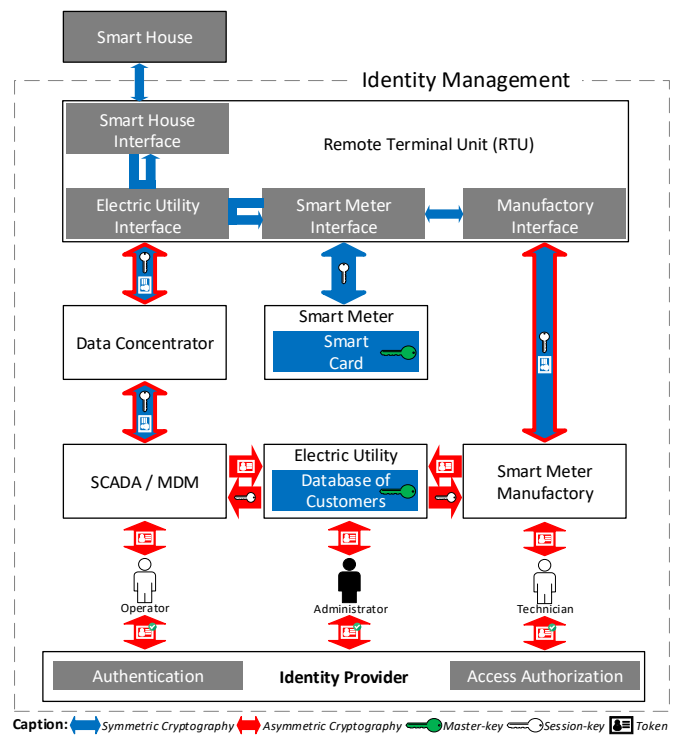 Smart House
Identity Management
Smart House
Interface
Remote Terminal Unit (RTU)
Electric Utility
Interface
Smart Meter
Interface
Manufactory
Interface
Data Concentrator
Smart Meter
Smart
Card
SCADA / MDM
Electric Utility
Database of
Customers
Smart Meter
Manufactory
Operator
Administrator
Technician
Authentication
Identity Provider
Access Authorization
Caption: Symmetric Cryptography Asymmetric Cryptography Master-key Session-key Token